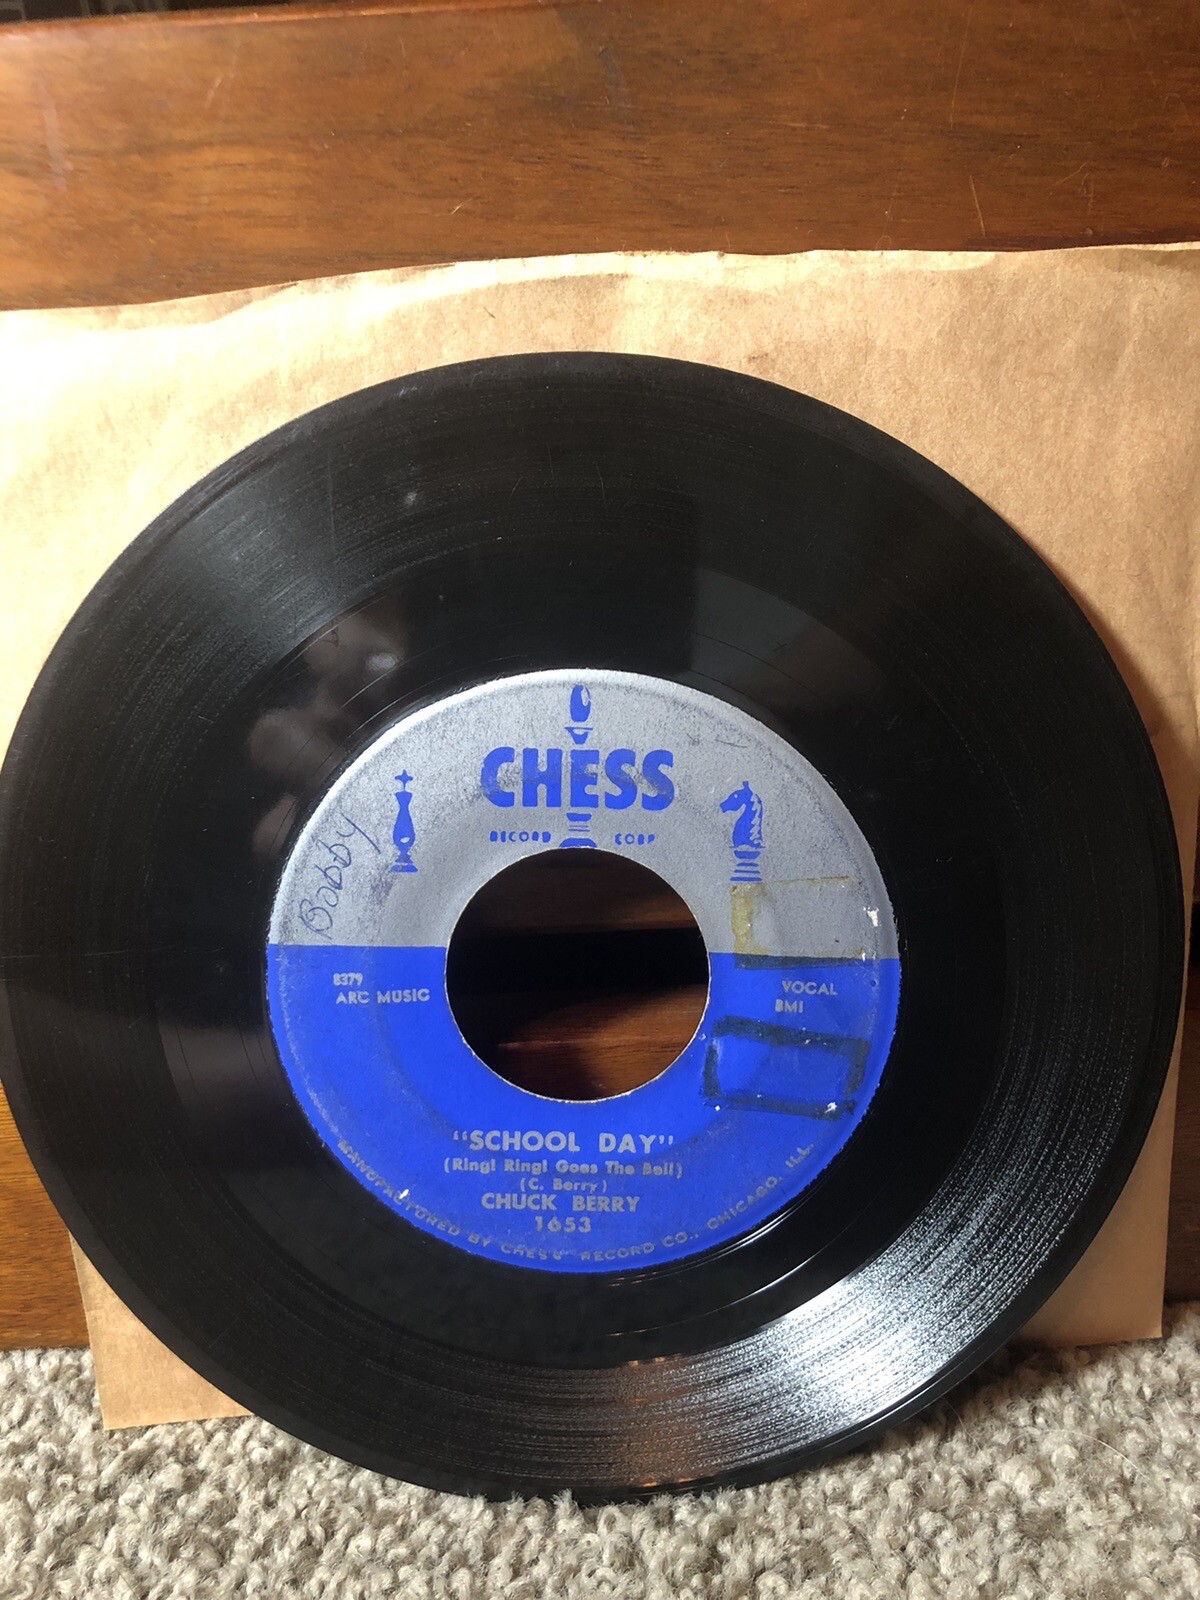 CHESS
RECORD CORP
Bobby
8379
ARC MUSIC
VOCAL
BMI
"SCHOOL DAY"
(Ring! Ring! Goes The Bell)
(C. Berry)
CHUCK BERRY
1653
MANUFACTURED BY CHESS RECORD CO., CHICAGO, ILL.